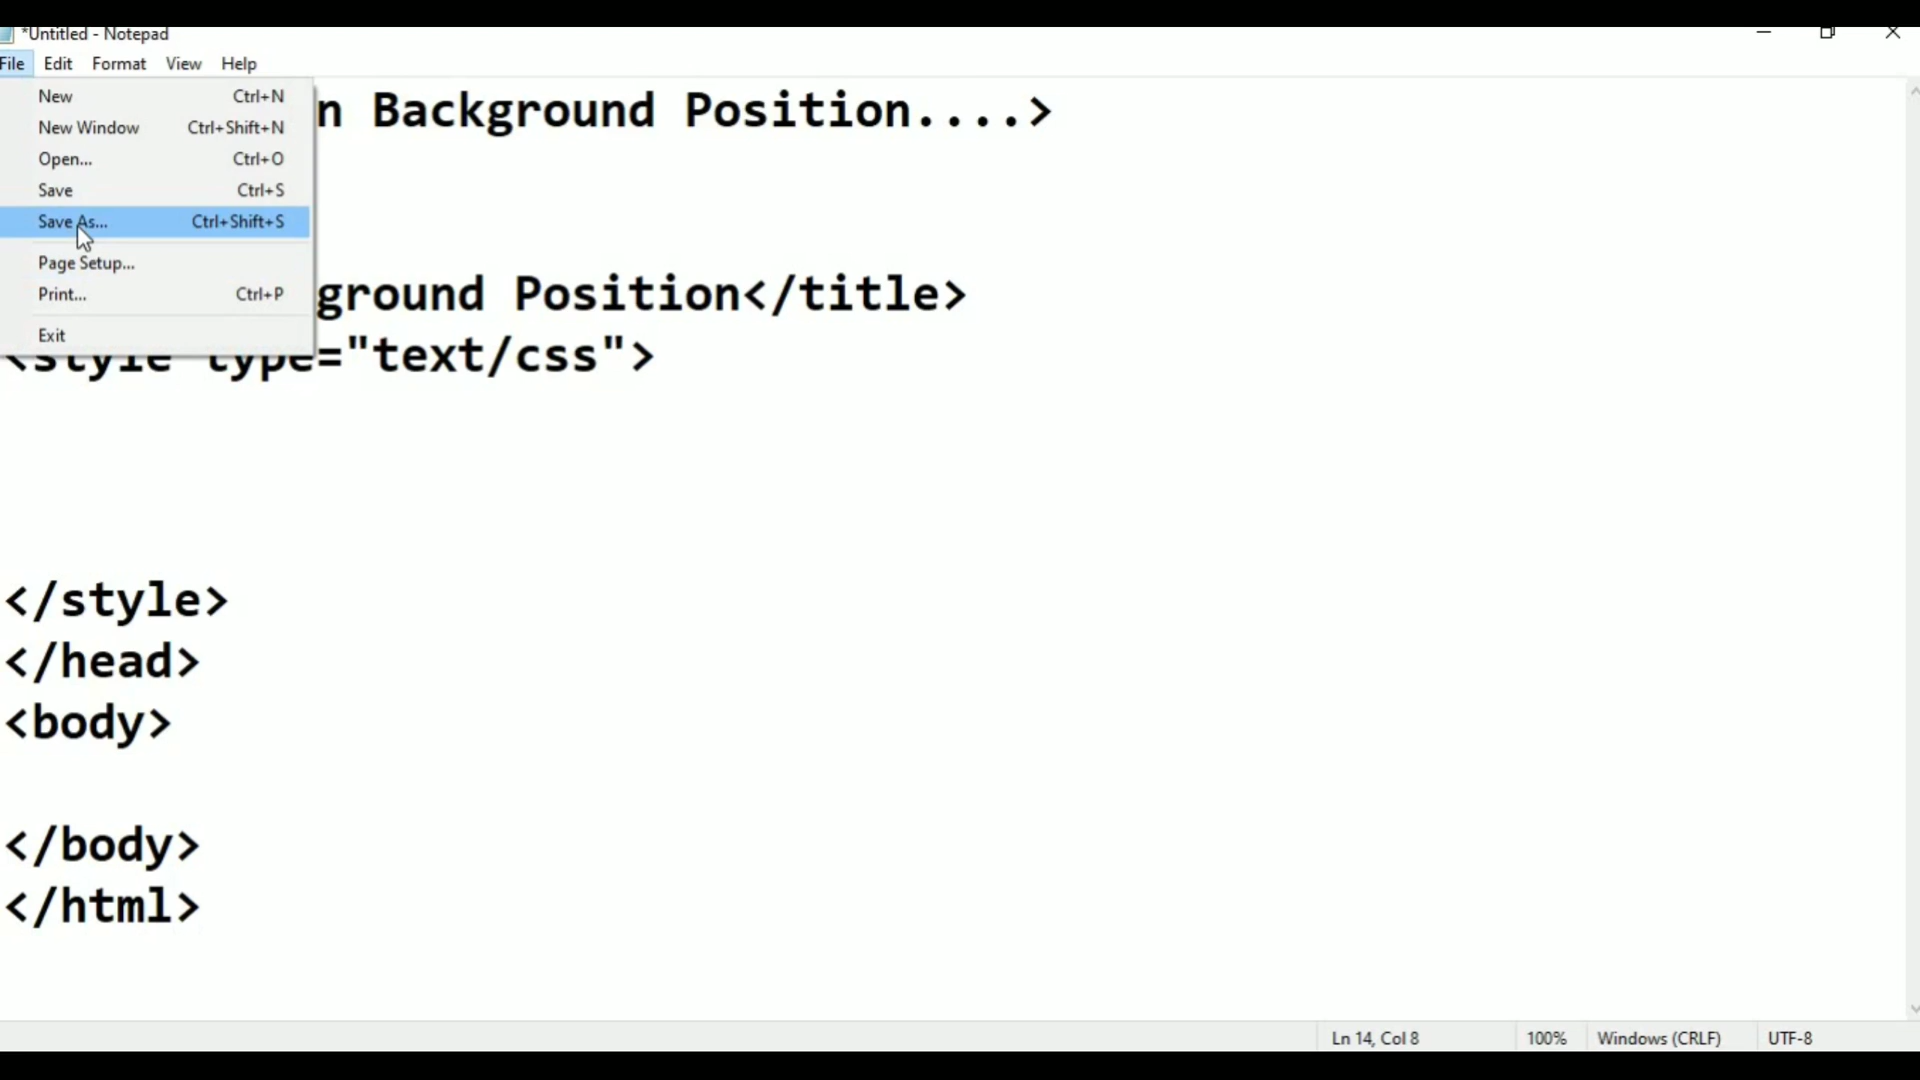 *Untitled - Notepad
File Edit Format View Help
New Ctrl+N
New Window Ctrl+Shift+N
Open... Ctrl+O
Save Ctrl+S
Save As... Ctrl+Shift+S
Page Setup...
Print... Ctrl+P
Exit
n Background Position....>
ground Position</title>
<style type="text/css">
</style>
</head>
<body>
</body>
</html>
Ln 14, Col 8 100% Windows (CRLF) UTF-8